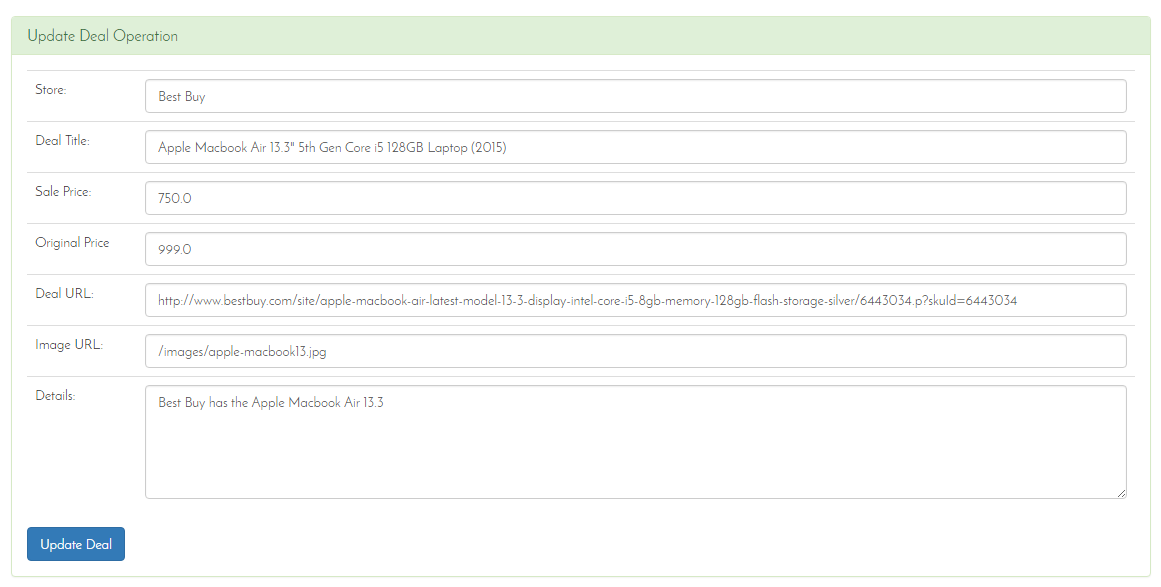 Update Deal Operation
Store:
Best Buy
Deal Title:
Apple Macbook Air 13.3" 5th Gen Core i5 128GB Laptop (2015)
Sale Price:
750.0
Original Price
999.0
Deal URL:
http://www.bestbuy.com/site/apple-macbook-air-latest-model-13-3-display-intel-core-i5-8gb-memory-128gb-flash-storage-silver/6443034.p?skuId=6443034
Image URL:
/images/apple-macbook13.jpg
Details:
Best Buy has the Apple Macbook Air 13.3
Update Deal